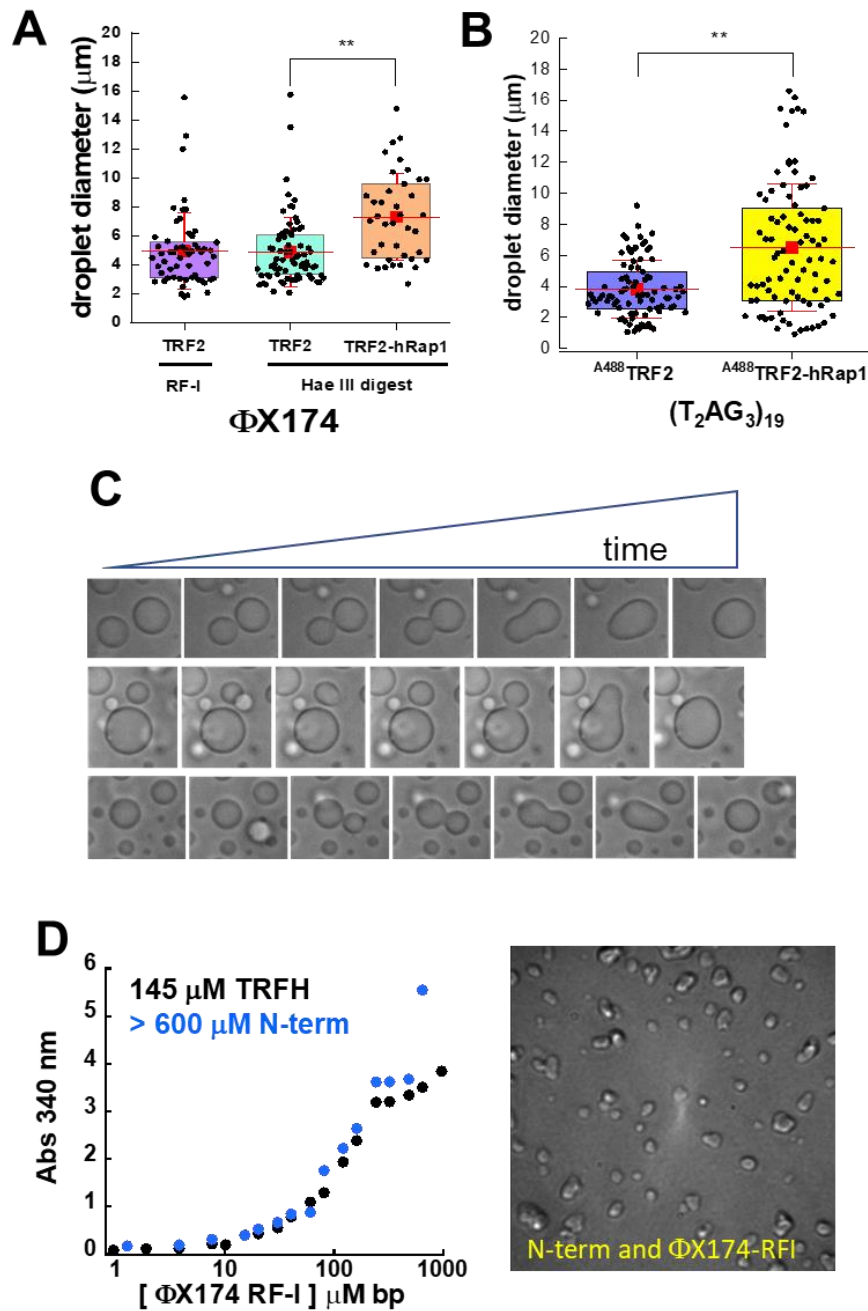 A
droplet diameter (μm)
20
18
16
14
12
10
8
6
4
2
0
**
TRF2
TRF2
TRF2-hRap1
RF-I
Hae III digest
ΦX174
B
droplet diameter (μm)
20
18
16
14
12
10
8
6
4
2
0
**
A488TRF2
A488TRF2-hRap1
(T2AG3)19
C
time
D
Abs 340 nm
6
5
4
3
2
1
0
145 μM TRFH
> 600 μM N-term
1
10
100
1000
[ ΦX174 RF-I ] μM bp
N-term and ΦX174-RFI